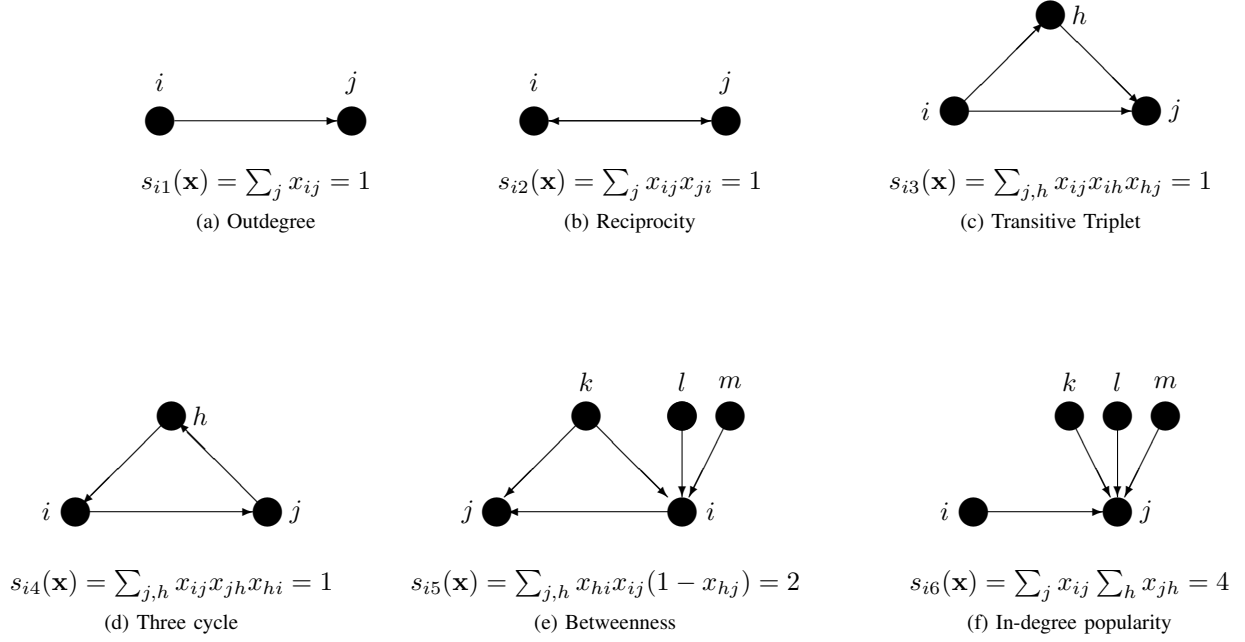 h
i j
i j
i j
s_{i1}(𝐱) = ∑_j x_{ij} = 1
s_{i2}(𝐱) = ∑_j x_{ij}x_{ji} = 1
s_{i3}(𝐱) = ∑_{j,h} x_{ij}x_{ih}x_{hj} = 1
(a) Outdegree
(b) Reciprocity
(c) Transitive Triplet
k l m
k l m
h
i j
j i
i j
s_{i4}(𝐱) = ∑_{j,h} x_{ij}x_{jh}x_{hi} = 1
s_{i5}(𝐱) = ∑_{j,h} x_{hi}x_{ij}(1 − x_{hj}) = 2
s_{i6}(𝐱) = ∑_j x_{ij} ∑_h x_{jh} = 4
(d) Three cycle
(e) Betweenness
(f) In-degree popularity